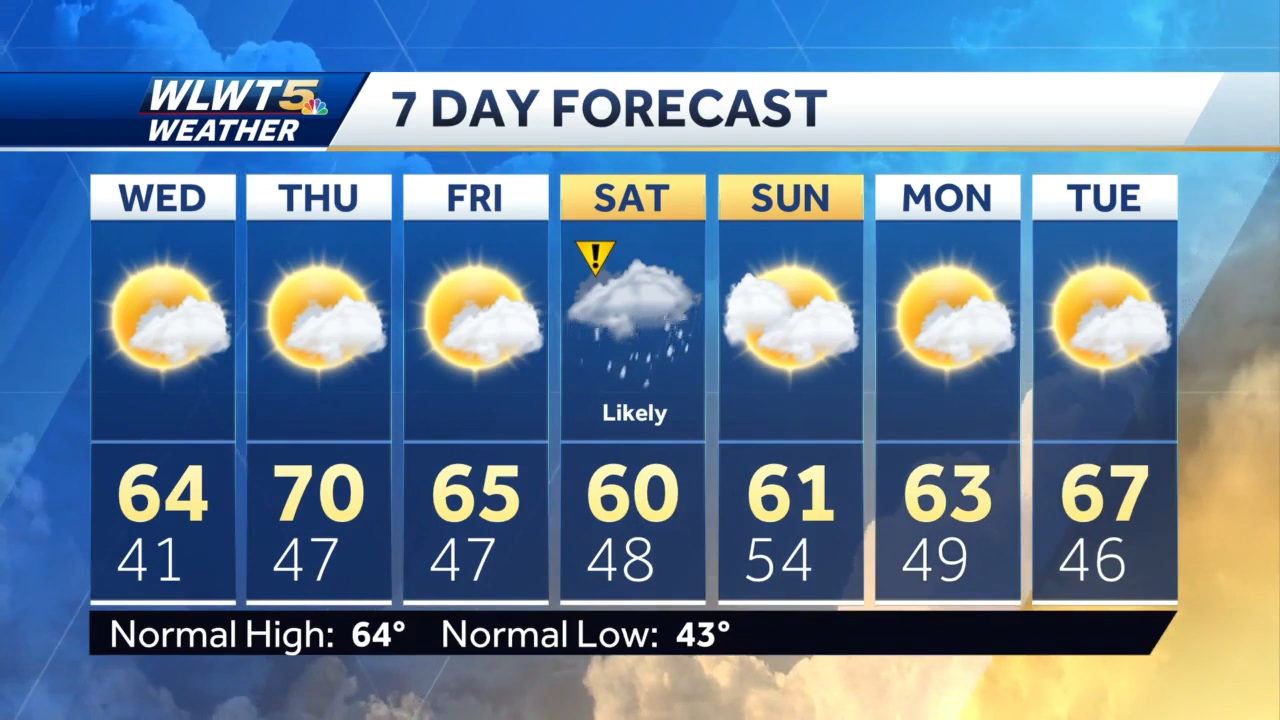 WLWT5
WEATHER
7 DAY FORECAST
WED THU FRI SAT SUN MON TUE
!
Likely
64 70 65 60 61 63 67
41 47 47 48 54 49 46
Normal High: 64° Normal Low: 43°